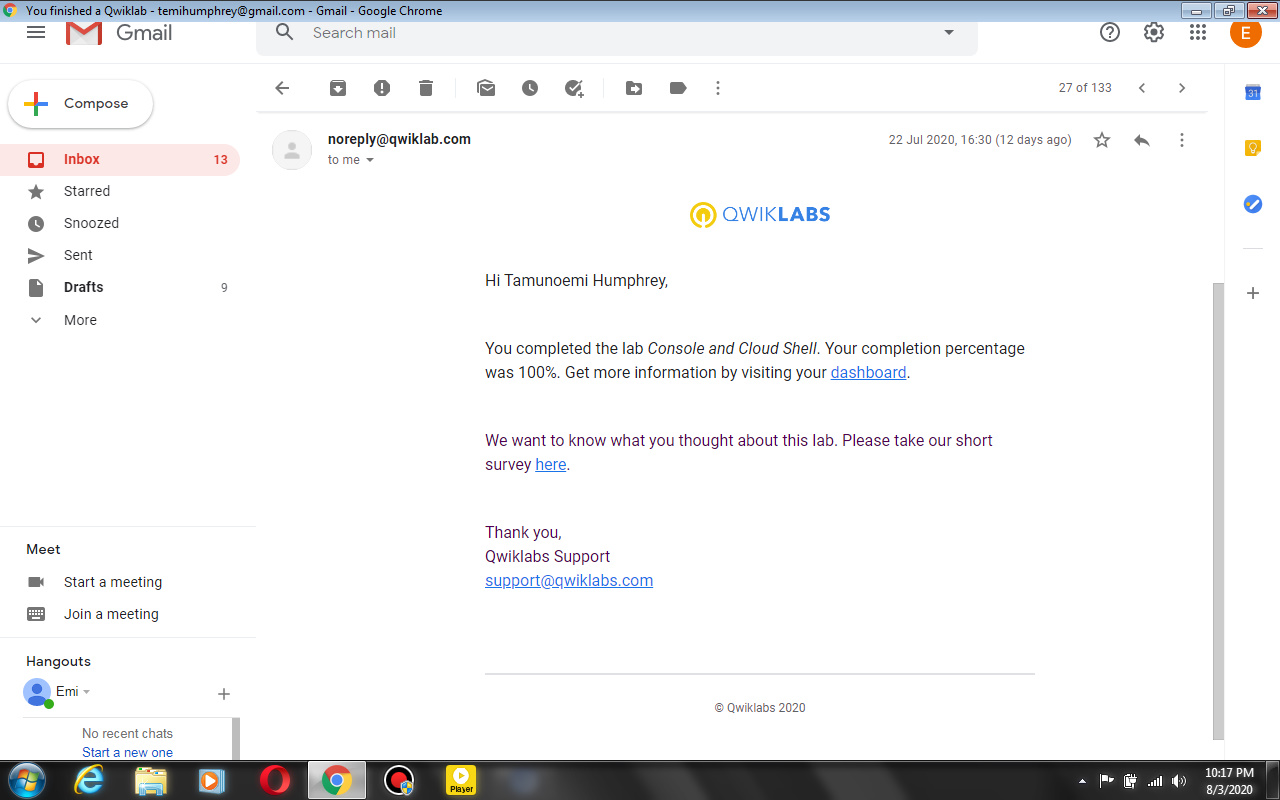 You finished a Qwiklab - temihumphrey@gmail.com - Gmail - Google Chrome
Gmail
Search mail
E
Compose
27 of 133
31
Inbox 13
Starred
Snoozed
Sent
Drafts 9
More
noreply@qwiklab.com
22 Jul 2020, 16:30 (12 days ago)
to me
QWIKLABS
Hi Tamunoemi Humphrey,
You completed the lab Console and Cloud Shell. Your completion percentage
was 100%. Get more information by visiting your dashboard.
We want to know what you thought about this lab. Please take our short
survey here.
Thank you,
Qwiklabs Support
support@qwiklabs.com
© Qwiklabs 2020
Meet
Start a meeting
Join a meeting
Hangouts
Emi
No recent chats
Start a new one
Player
10:17 PM
8/3/2020